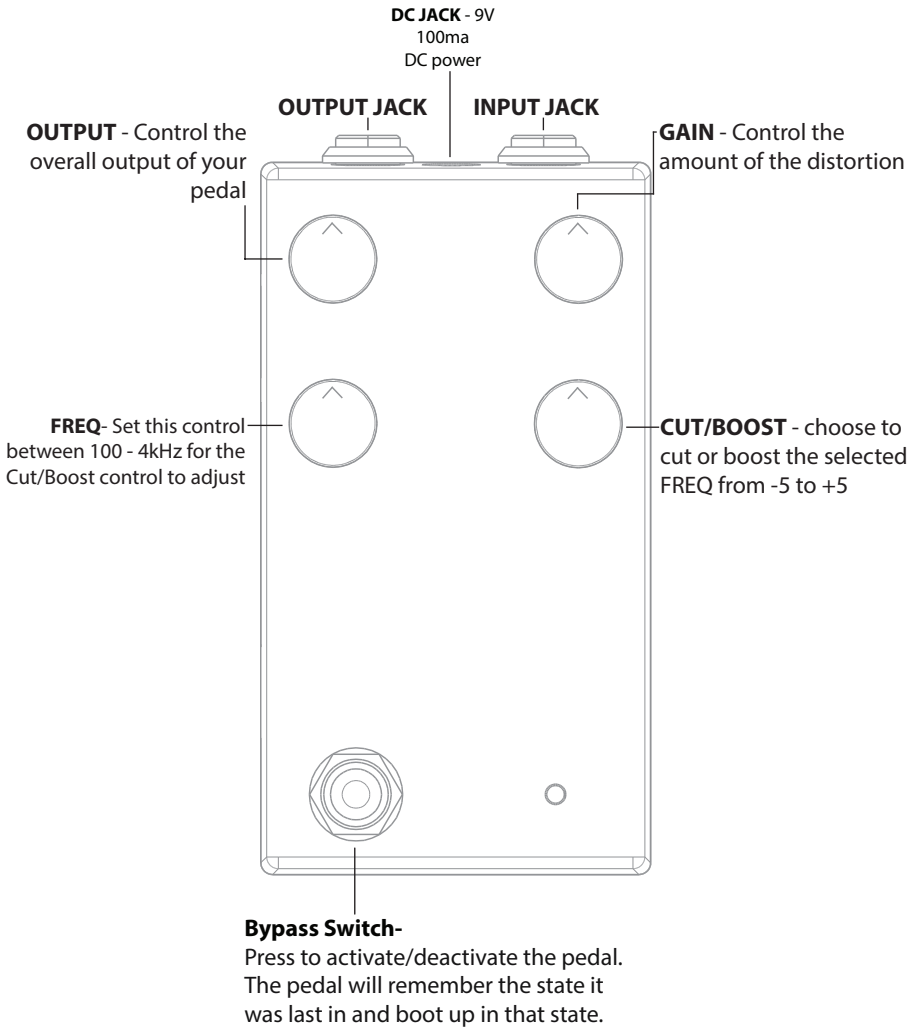 DC JACK - 9V
100ma
DC power
OUTPUT JACK
INPUT JACK
OUTPUT - Control the
overall output of your
pedal
GAIN - Control the
amount of the distortion
FREQ- Set this control
between 100 - 4kHz for the
Cut/Boost control to adjust
CUT/BOOST - choose to
cut or boost the selected
FREQ from -5 to +5
Bypass Switch-
Press to activate/deactivate the pedal.
The pedal will remember the state it
was last in and boot up in that state.